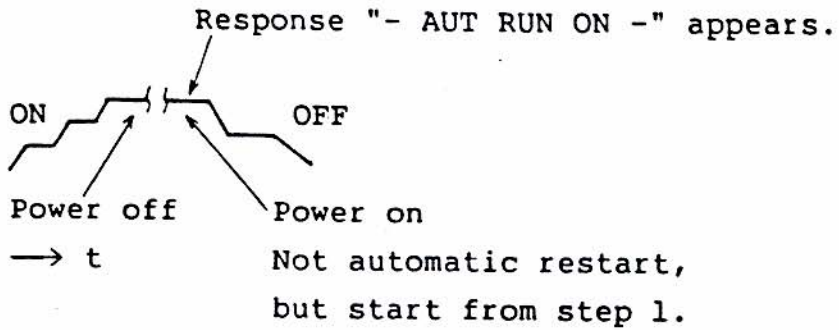 Response "- AUT RUN ON -" appears.
ON
OFF
Power off
Power on
→ t
Not automatic restart,
but start from step 1.